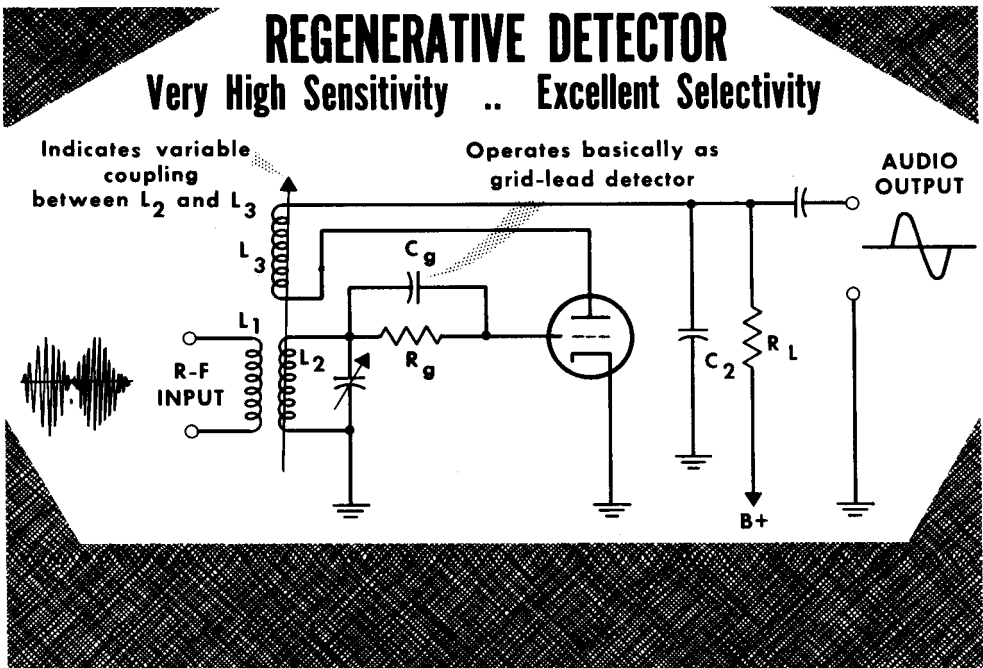 REGENERATIVE DETECTOR
Very High Sensitivity .. Excellent Selectivity
Indicates variable
coupling
between L2 and L3
Operates basically as
grid-lead detector
AUDIO
OUTPUT
L3
Cg
L1
L2
Rg
R-F
INPUT
C2
RL
B+